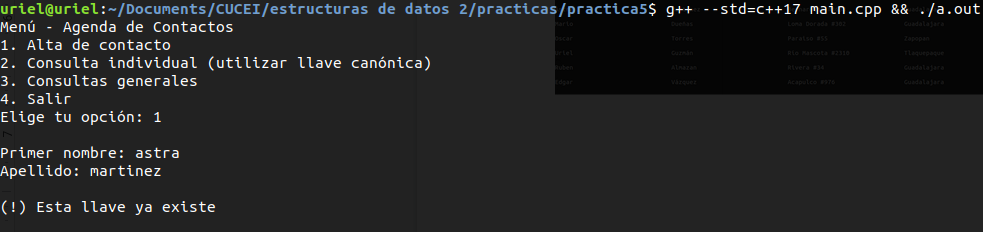 uriel@uriel:~/Documents/CUCEI/estructuras de datos 2/practicas/practica5$ g++ --std=c++17 main.cpp && ./a.out
Menú - Agenda de Contactos
1. Alta de contacto
2. Consulta individual (utilizar llave canónica)
3. Consultas generales
4. Salir
Elige tu opción: 1
Primer nombre: astra
Apellido: martinez
(!) Esta llave ya existe